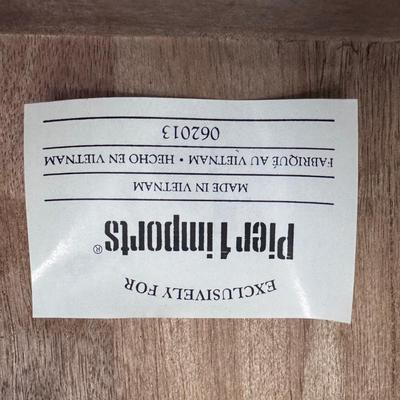 EXCLUSIVELY FOR
Pier 1 imports®
MADE IN VIETNAM
FABRIQUÉ AU VIETNAM • HECHO EN VIETNAM
062013